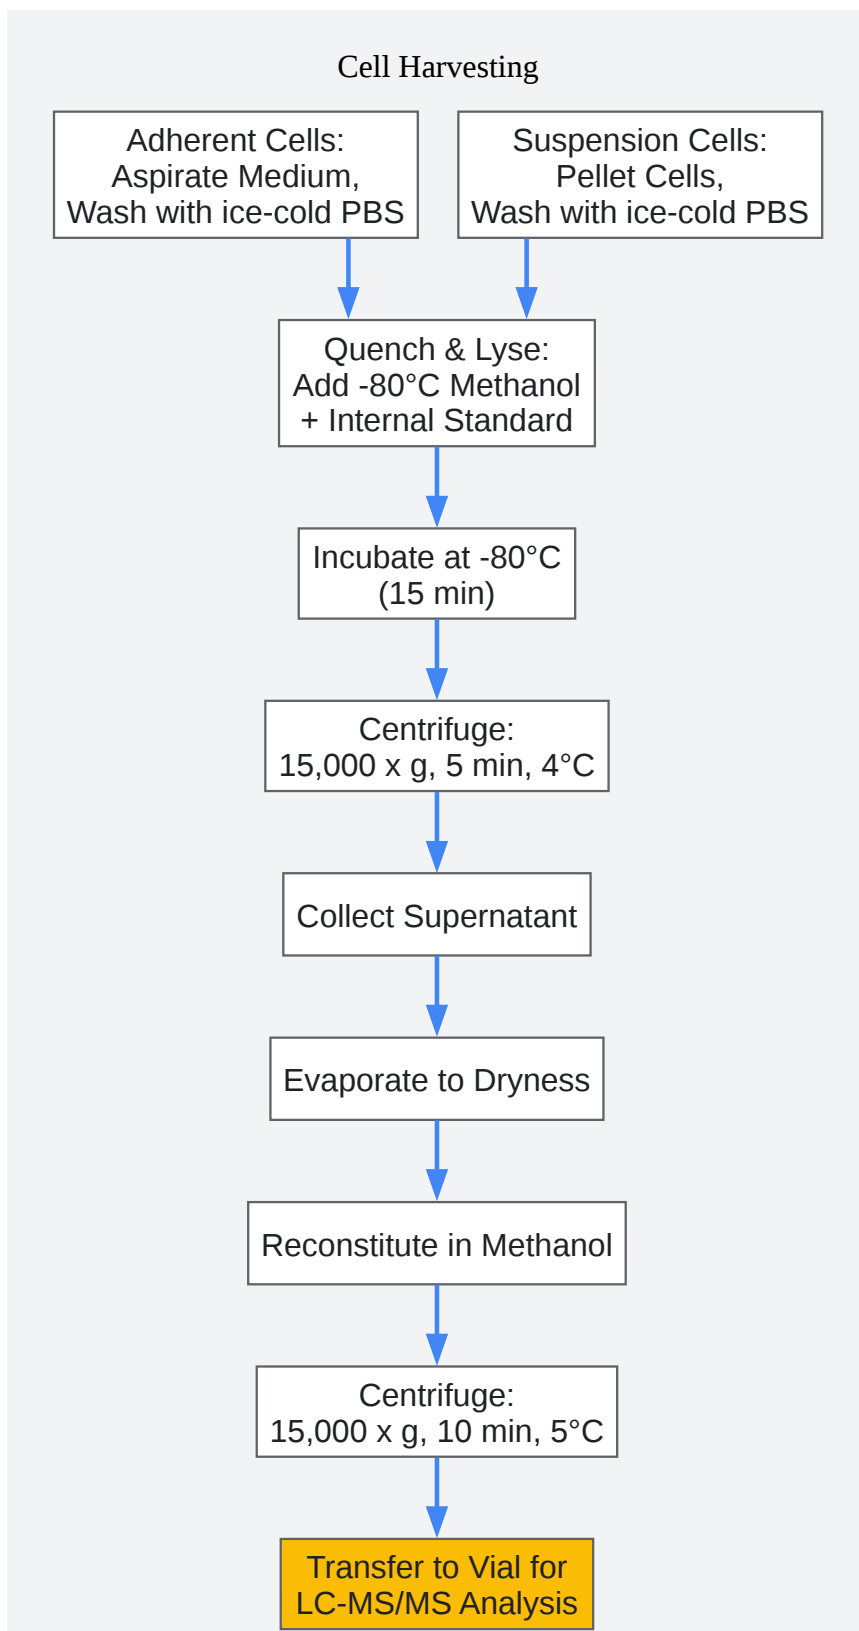 Cell Harvesting
Adherent Cells:
Aspirate Medium,
Wash with ice-cold PBS
Suspension Cells:
Pellet Cells,
Wash with ice-cold PBS
Quench & Lyse:
Add -80°C Methanol
+ Internal Standard
Incubate at -80°C
(15 min)
Centrifuge:
15,000 x g, 5 min, 4°C
Collect Supernatant
Evaporate to Dryness
Reconstitute in Methanol
Centrifuge:
15,000 x g, 10 min, 5°C
Transfer to Vial for
LC-MS/MS Analysis